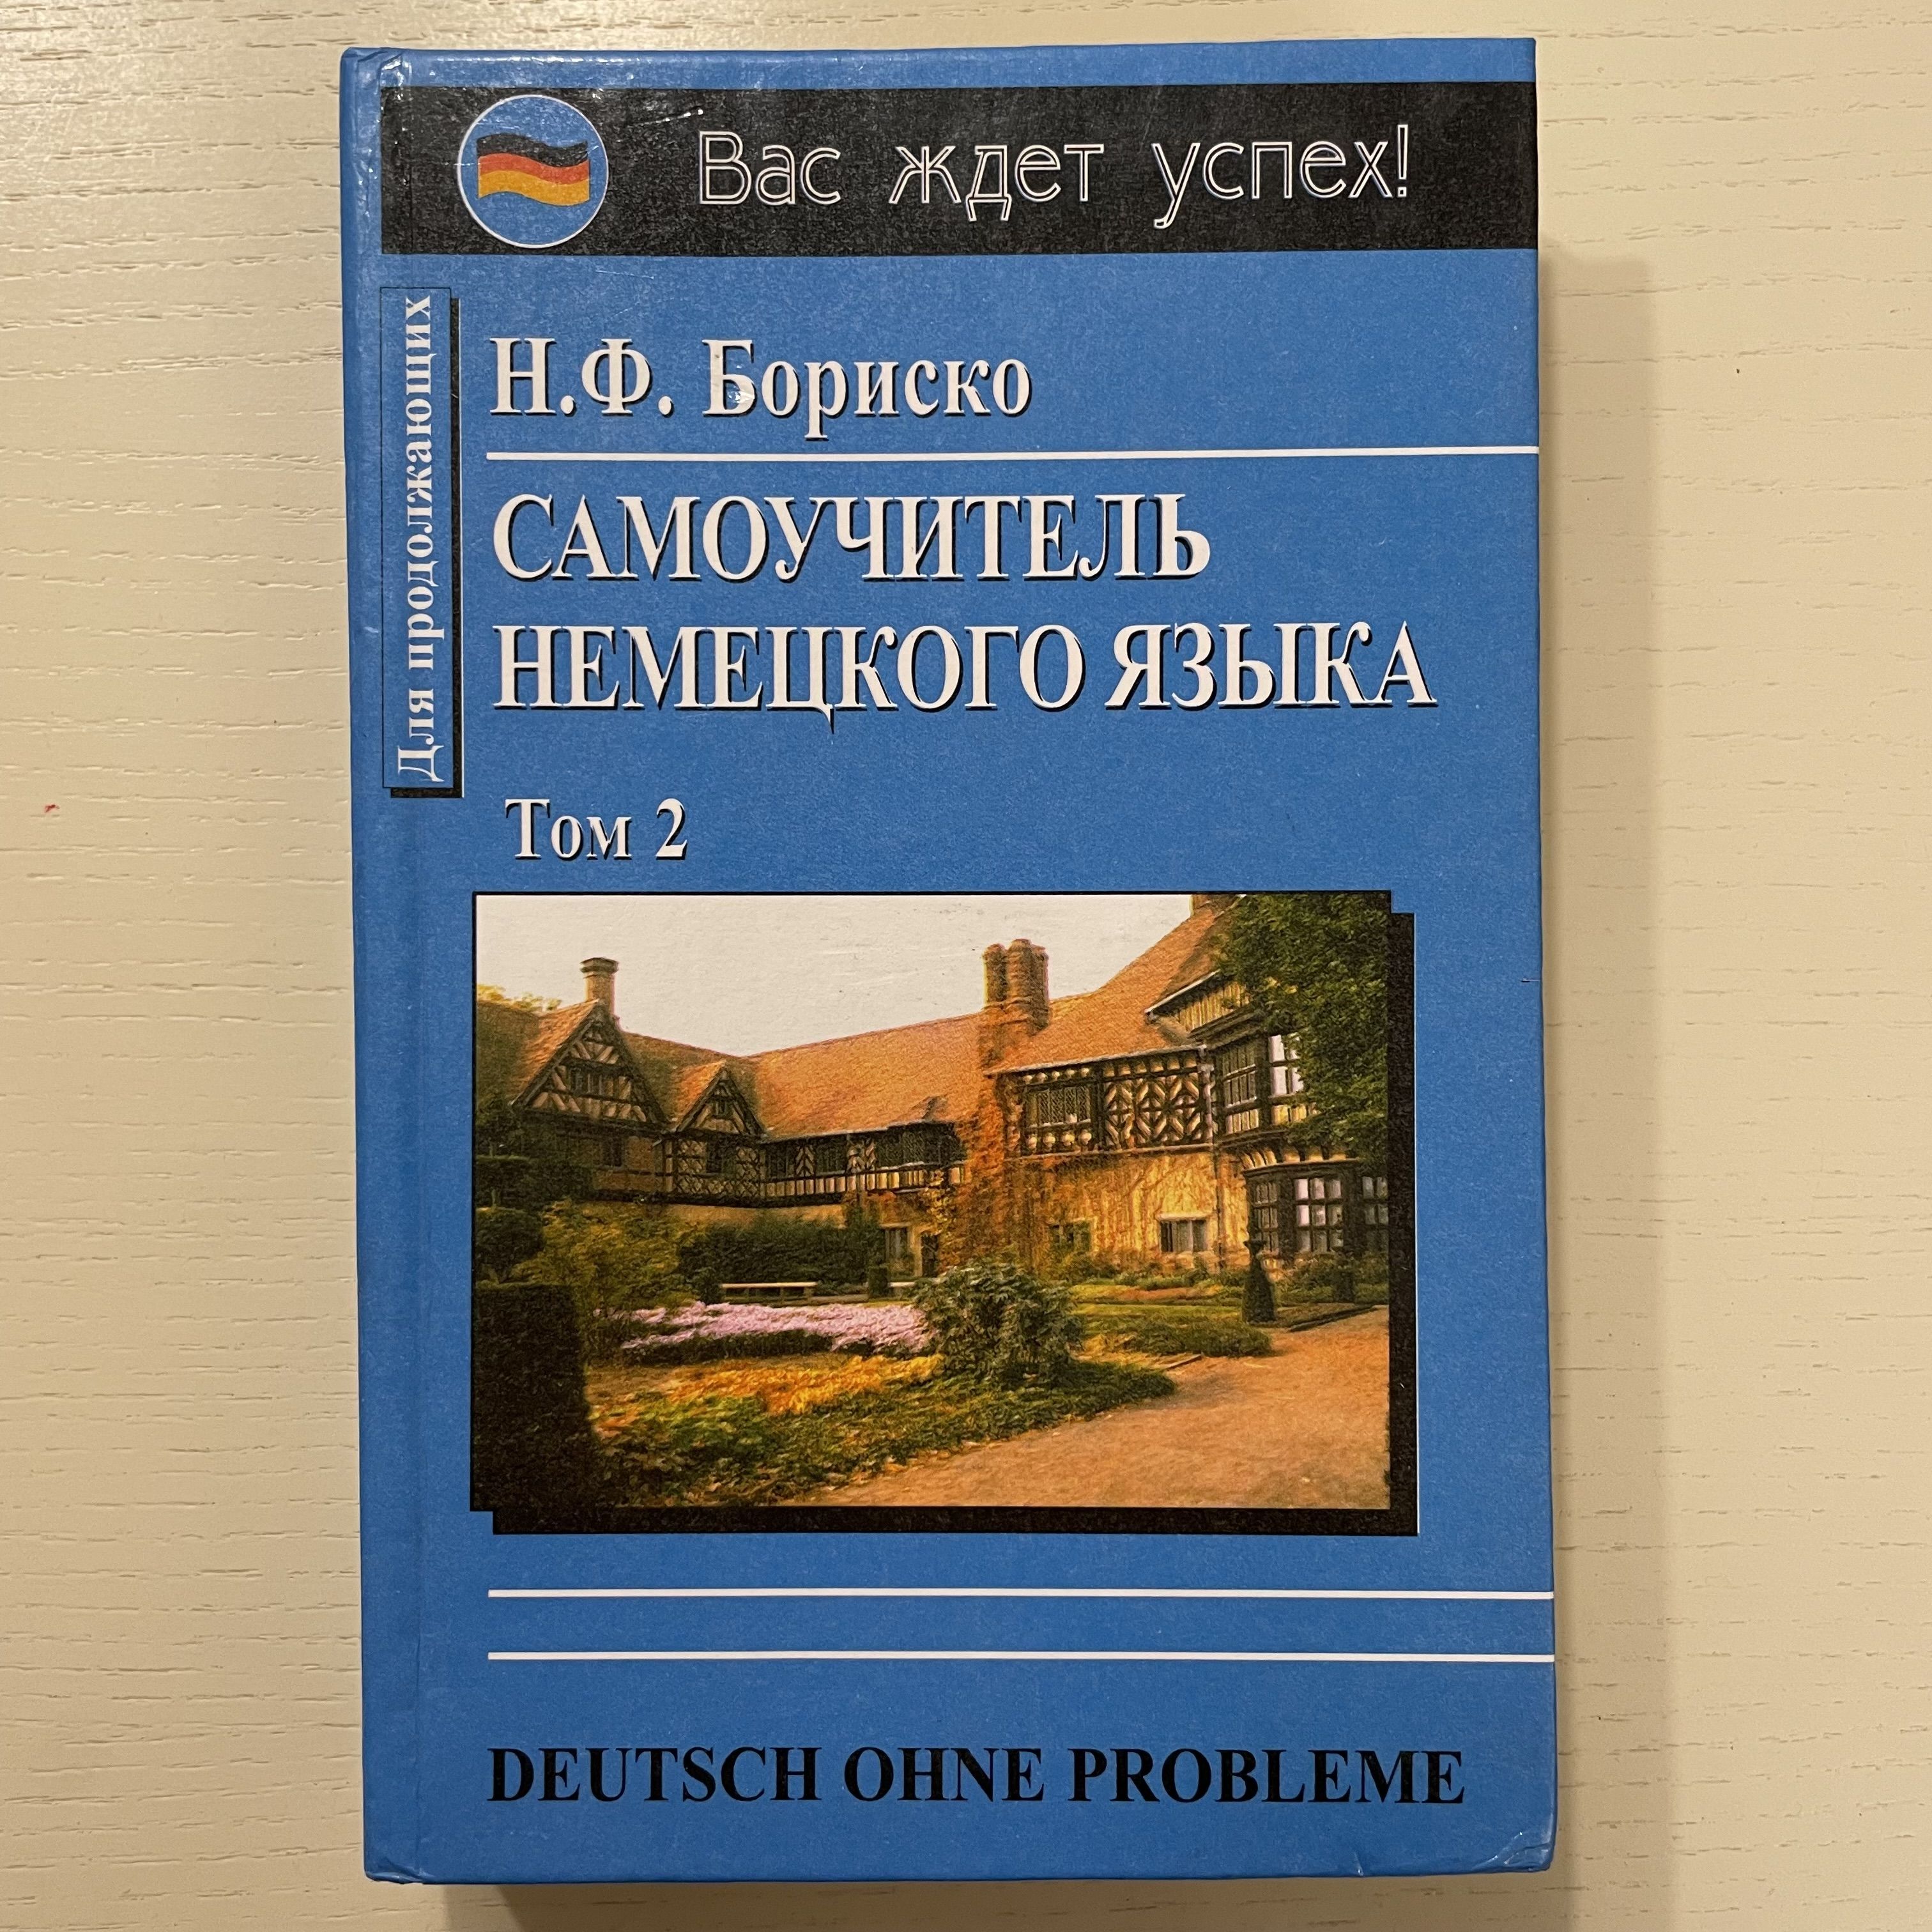 Вас ждет успех!
Для продолжающих
Н.Ф. Бориско
САМОУЧИТЕЛЬ
НЕМЕЦКОГО ЯЗЫКА
Том 2
DEUTSCH OHNE PROBLEME